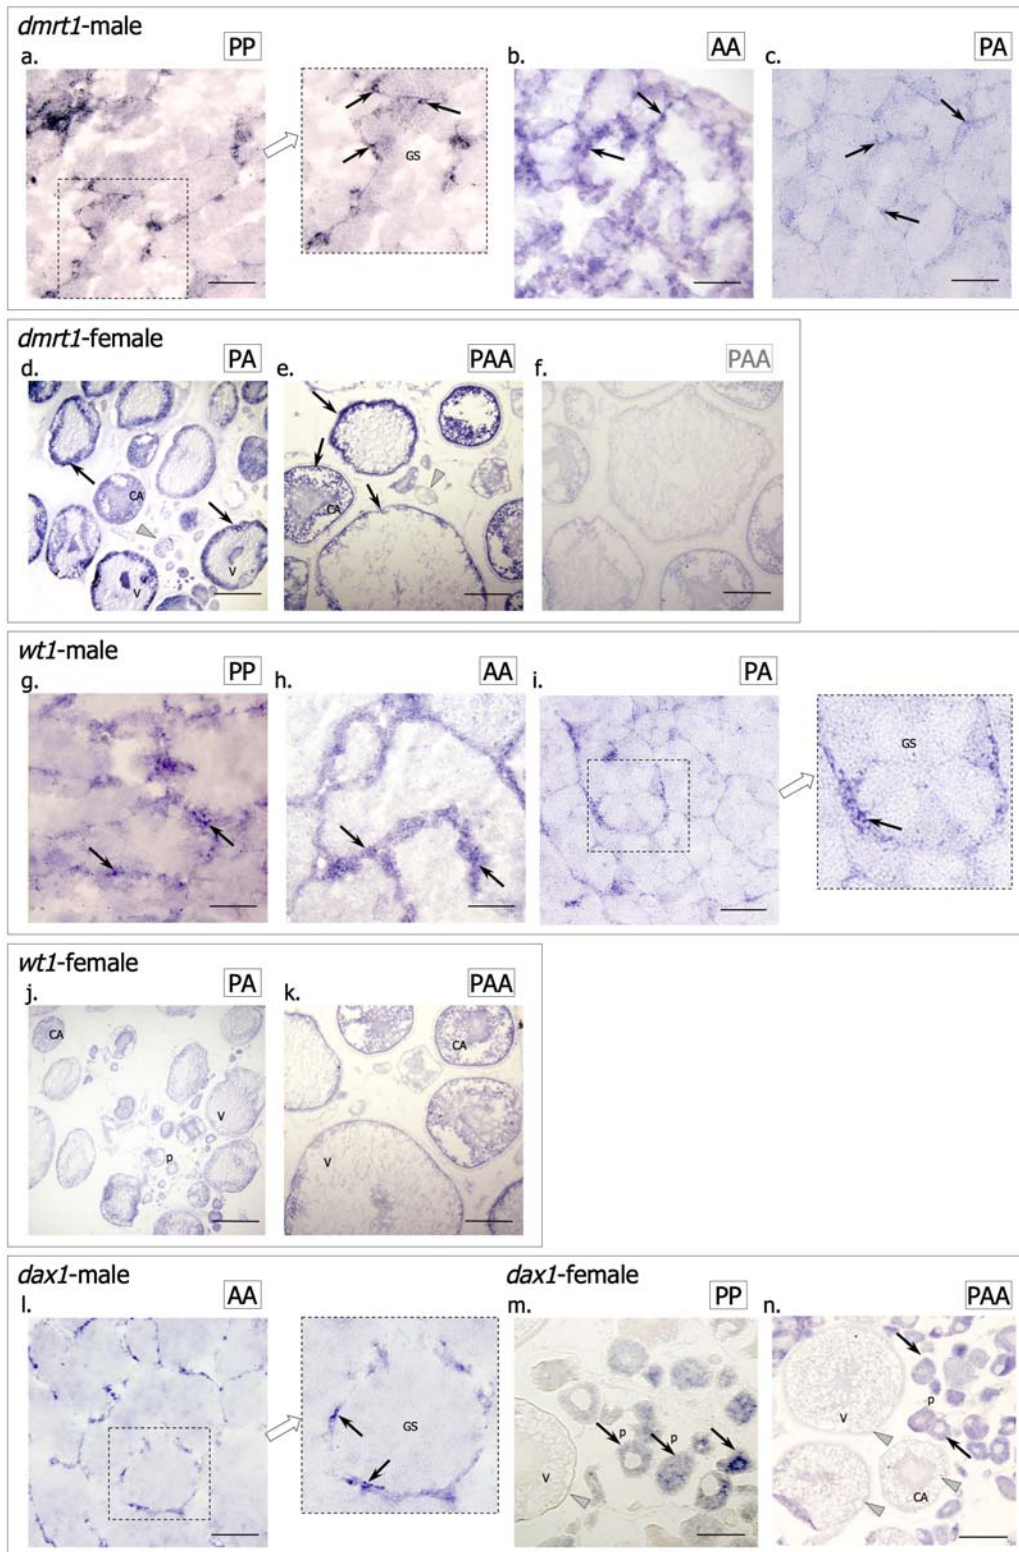 dmrt1-male
a. PP b. AA c. PA
GS
dmrt1-female
d. PA e. PAA f. PAA
CA
CA
V
V
wt1-male
g. PP h. AA i. PA
GS
wt1-female
j. PA k. PAA
CA CA
V
P
V
dax1-male dax1-female
l. AA m. PP n. PAA
GS
P P P
V V
CA